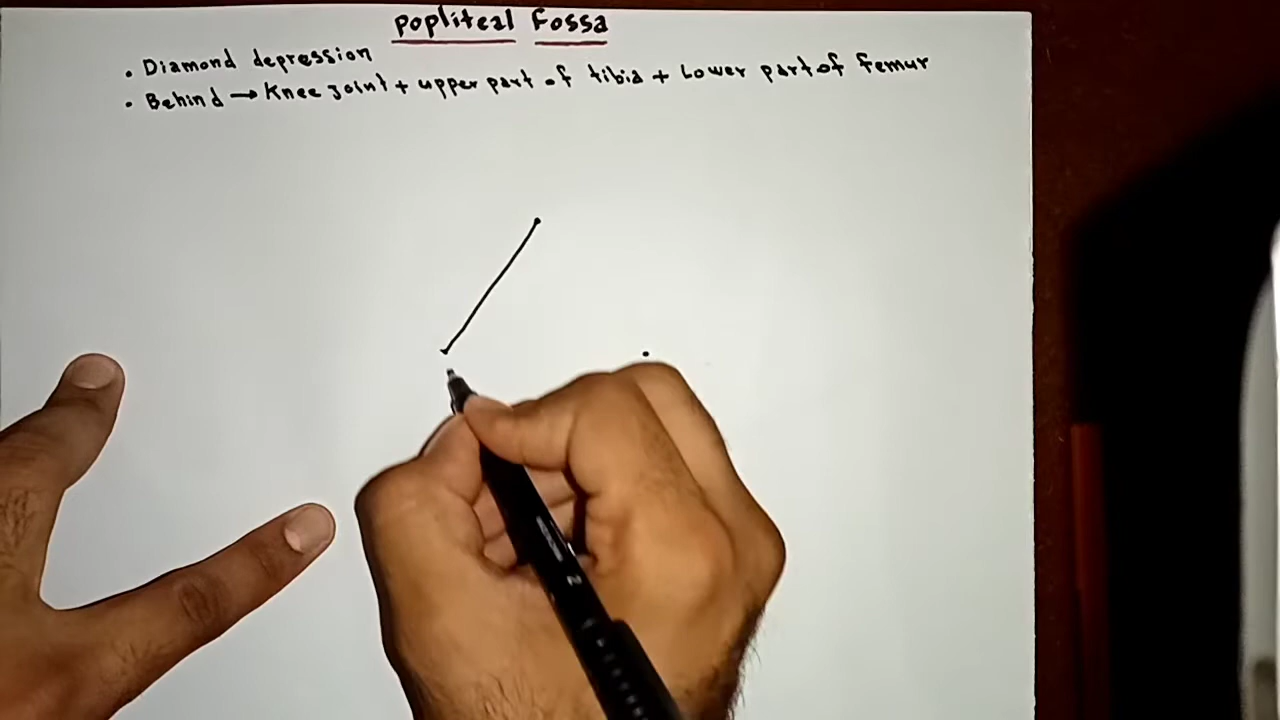 popliteal Fossa
• Diamond depression
• Behind → Knee joint + upper part of tibia + Lower part of Femur